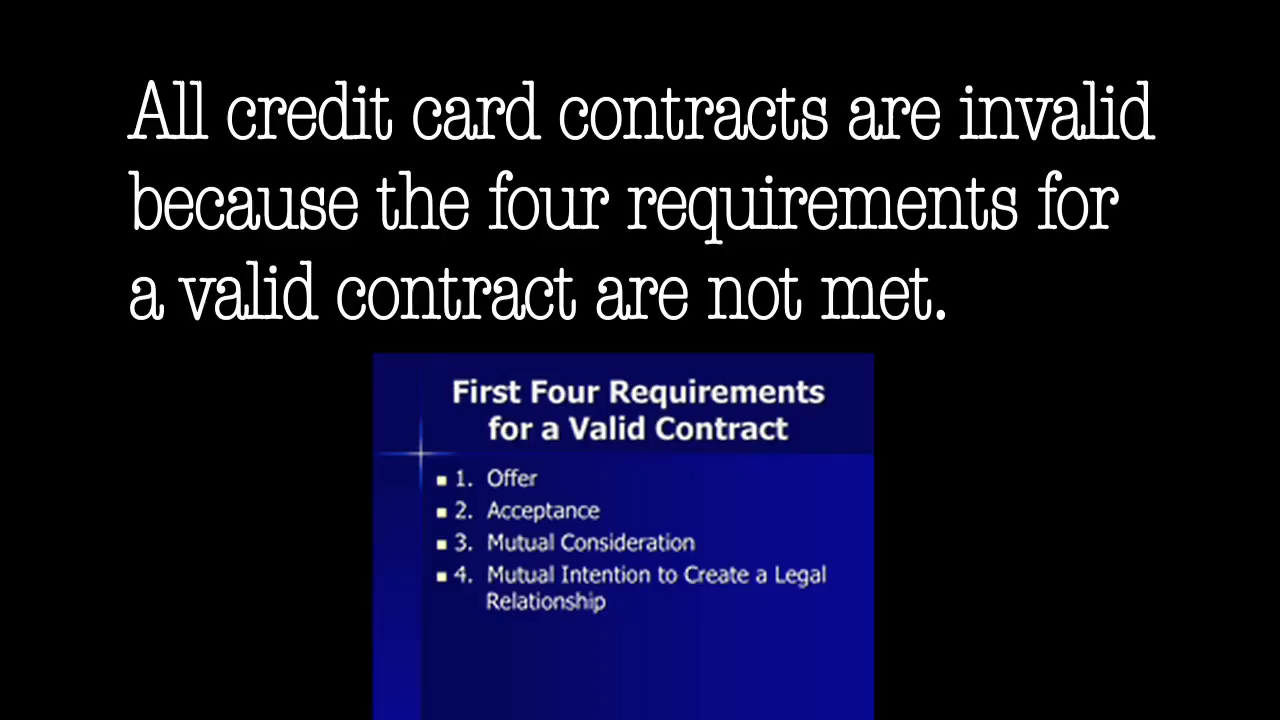 All credit card contracts are invalid
because the four requirements for
a valid contract are not met.
First Four Requirements
for a Valid Contract
1. Offer
2. Acceptance
3. Mutual Consideration
4. Mutual Intention to Create a Legal
Relationship